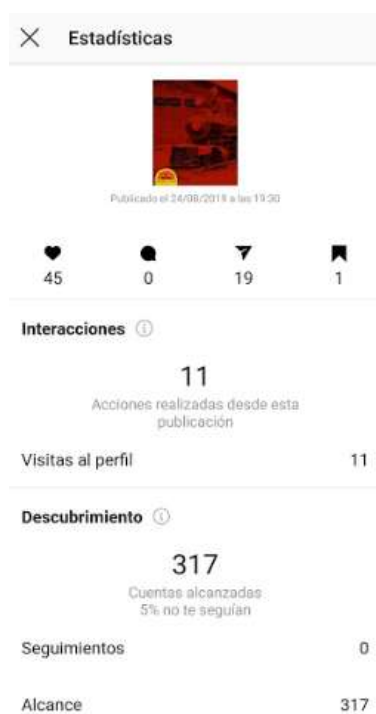 Estadísticas
Publicado el 24/08/2019 a las 19:30
45 0 19 1
Interacciones
11
Acciones realizadas desde esta
publicación
Visitas al perfil 11
Descubrimiento
317
Cuentas alcanzadas
5% no te seguían
Seguimientos 0
Alcance 317